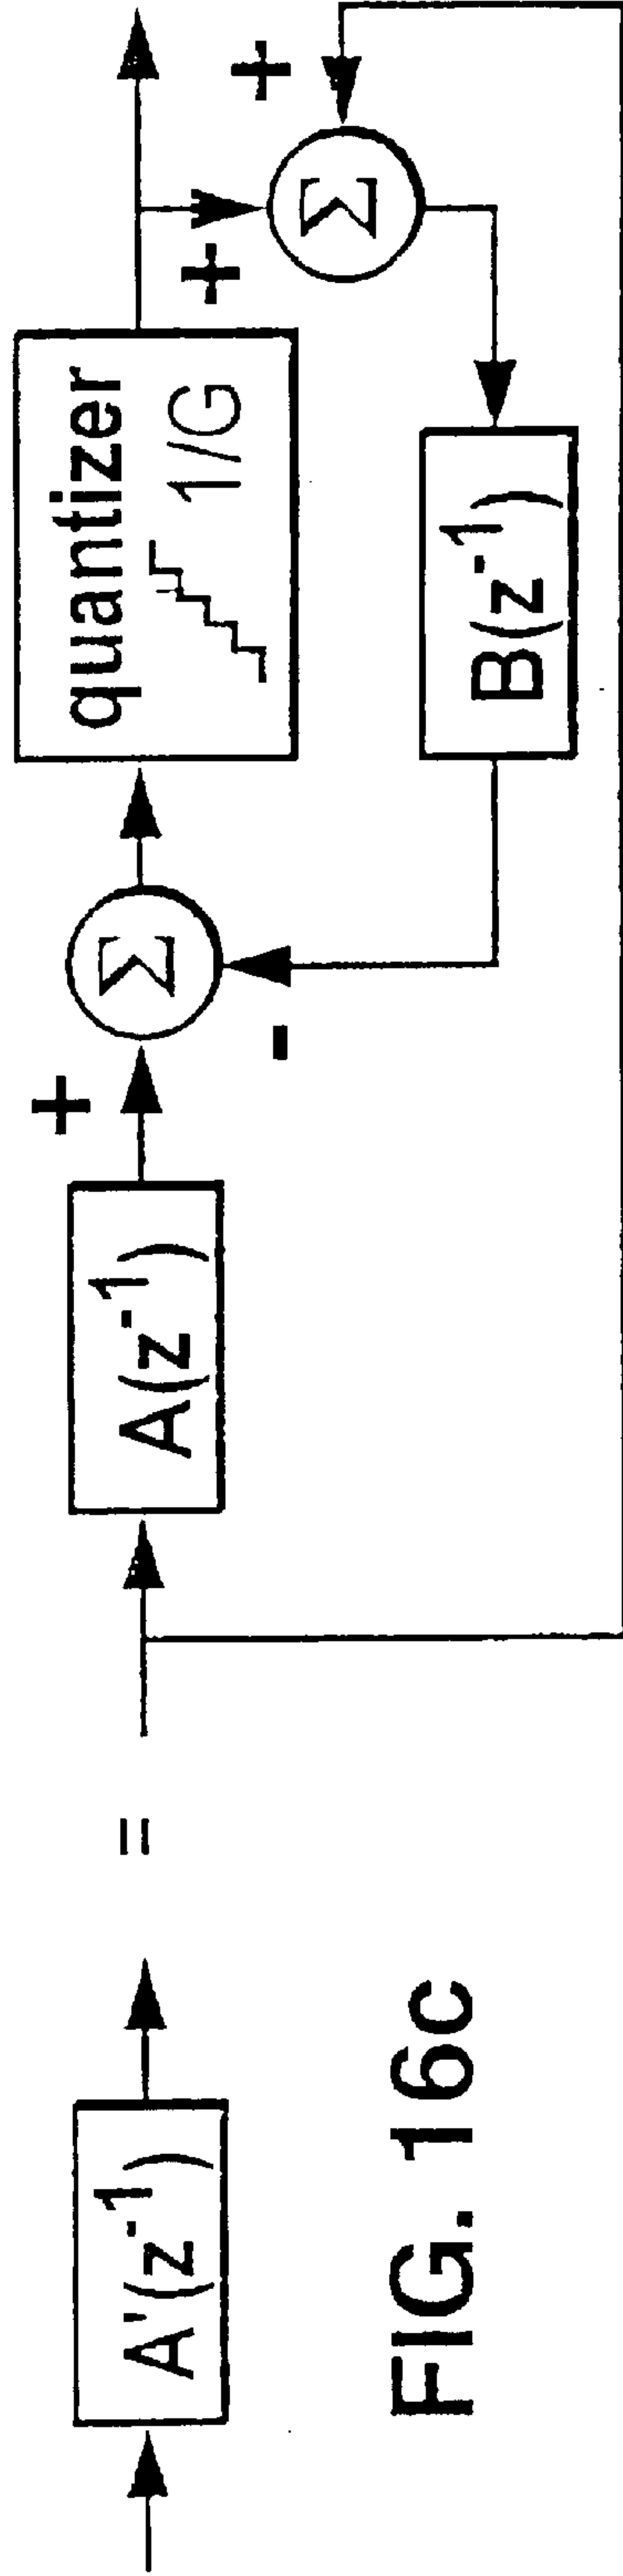 A'(z⁻¹)
=
A(z⁻¹)
+
Σ
-
quantizer
1/G
+
Σ
+
B(z⁻¹)
FIG. 16c